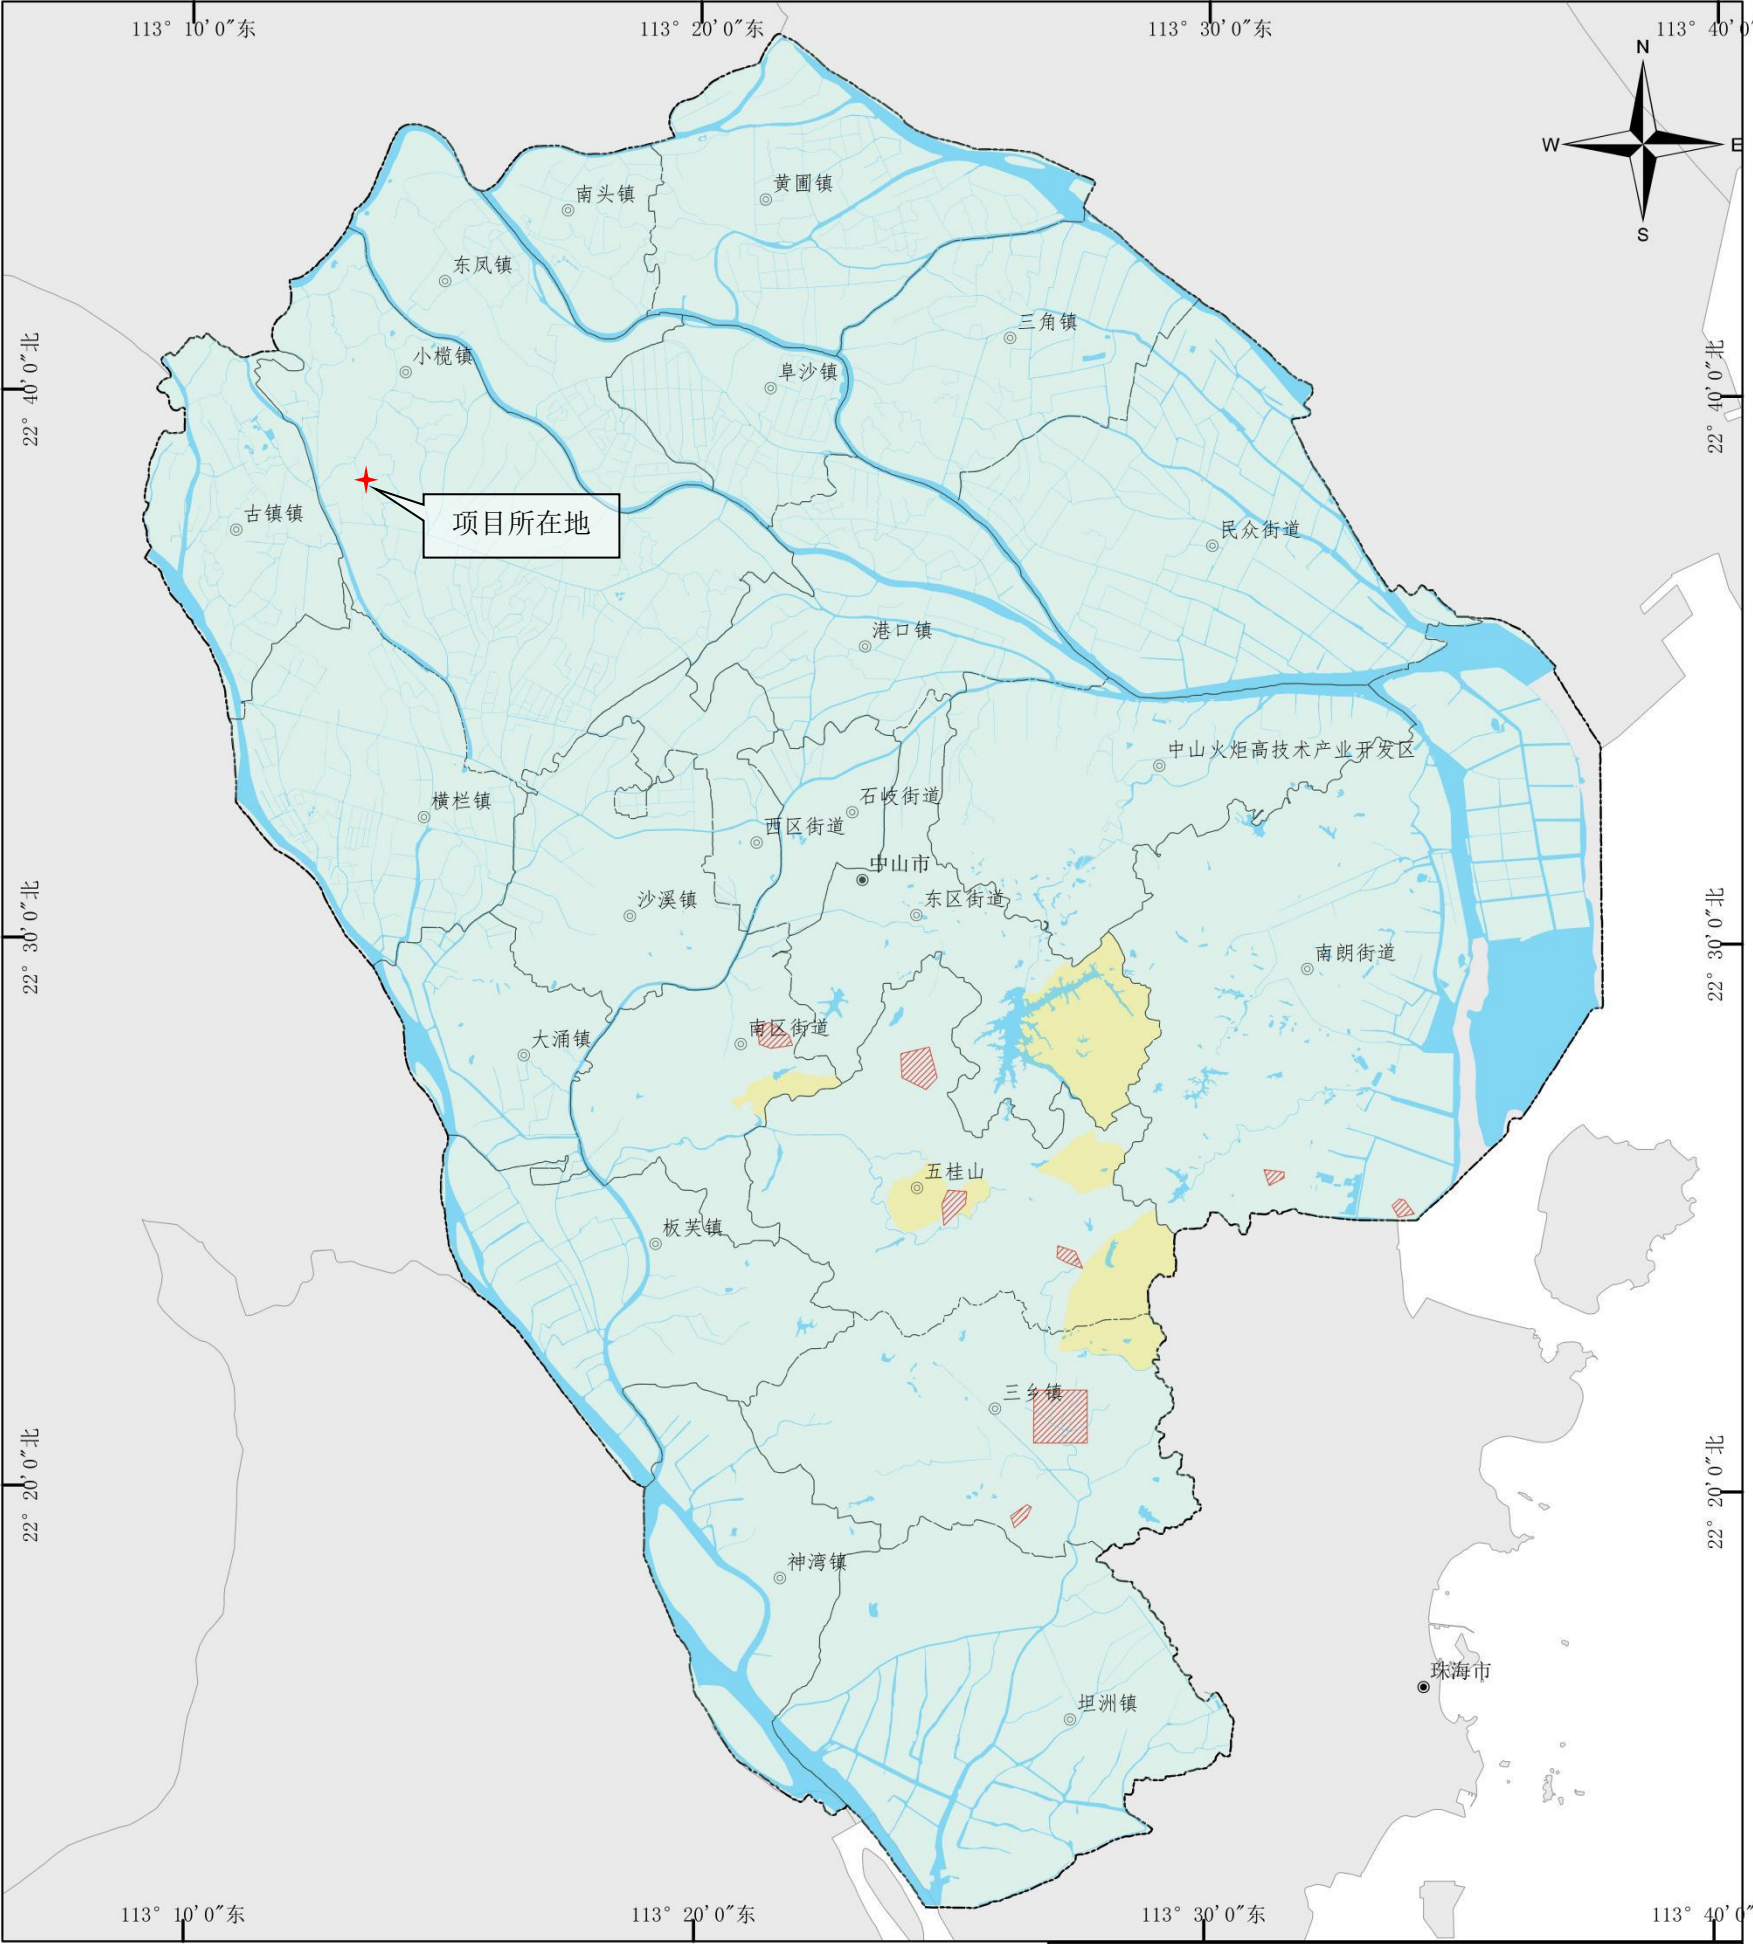 113° 10'0"东
113° 20'0"东
113° 30'0"东
113° 40'0"
N
W
E
S
黄圃镇
南头镇
东凤镇
三角镇
22° 40'0"北
22° 40'0"北
小榄镇
阜沙镇
古镇镇
项目所在地
民众街道
港口镇
中山火炬高技术产业开发区
横栏镇
石岐街道
西区街道
中山市
沙溪镇
东区街道
22° 30'0"北
22° 30'0"北
南朗街道
南区街道
大涌镇
五桂山
板芙镇
三乡镇
22° 20'0"北
22° 20'0"北
神湾镇
珠海市
坦洲镇
113° 10'0"东
113° 20'0"东
113° 30'0"东
113° 40'0"